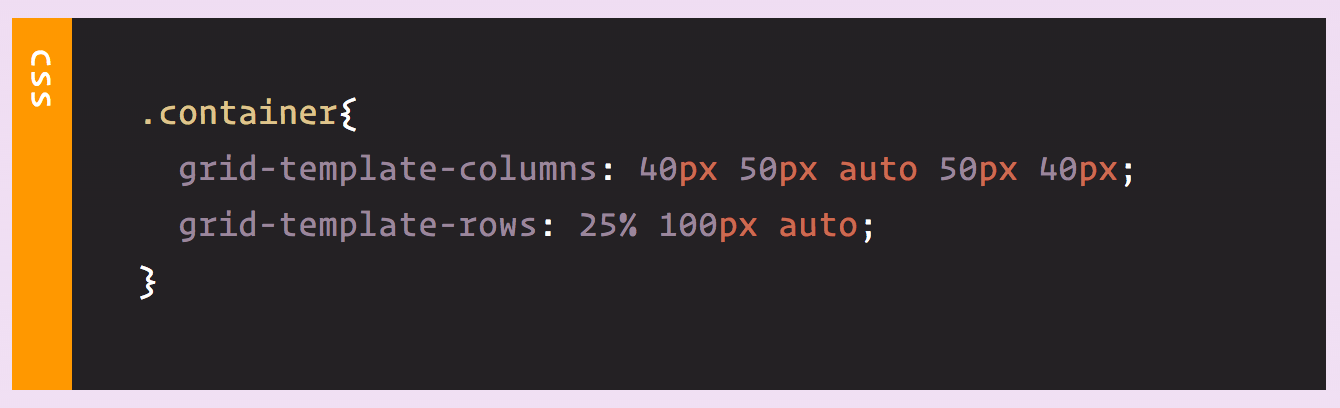 CSS
.container{
  grid-template-columns: 40px 50px auto 50px 40px;
  grid-template-rows: 25% 100px auto;
}